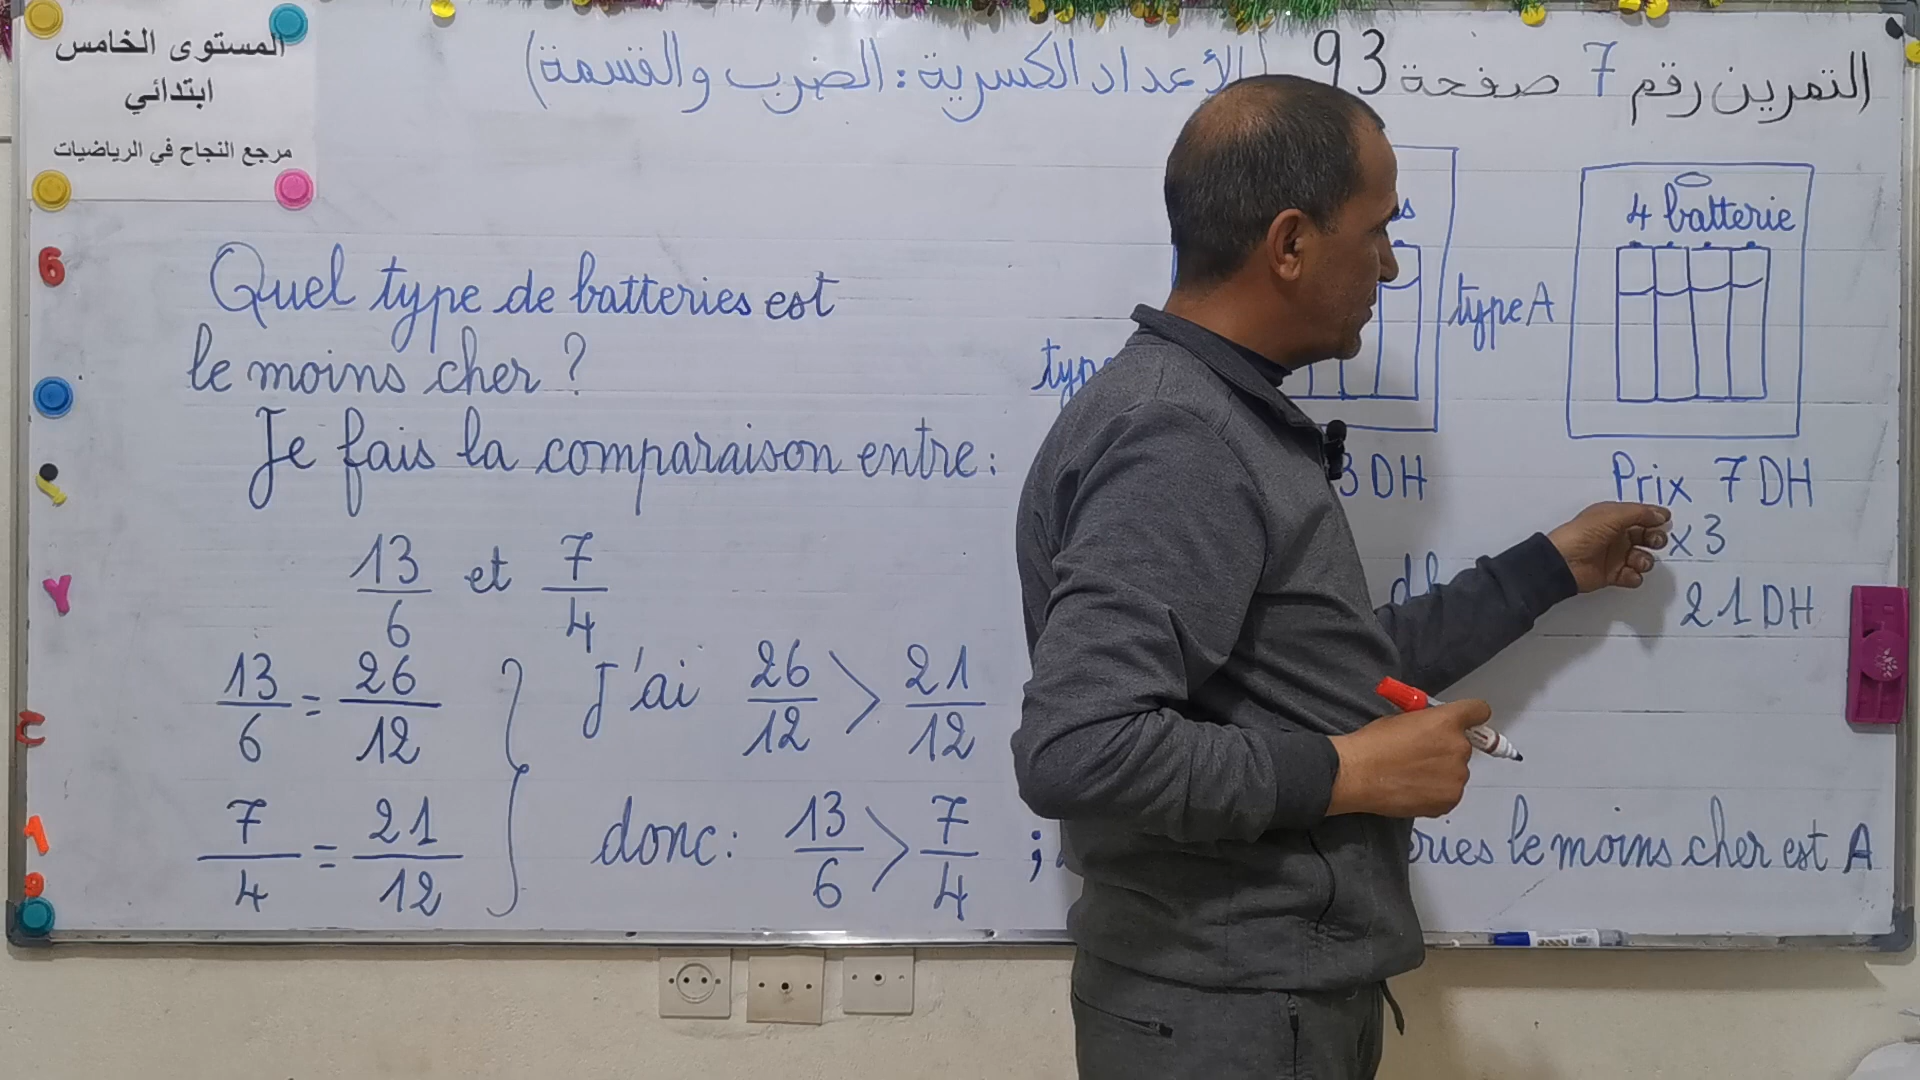 المستوى الخامس
ابتدائي
مرجع النجاح في الرياضيات
التمرين رقم 7 صفحة 93 (الأعداد الكسرية: الضرب والقسمة)
4 batterie
type A
Prix 7 DH
x 3
21 DH
3 DH
Quel type de batteries est
le moins cher ?
Je fais la comparaison entre:
13/6 et 7/4
13/6 = 26/12
7/4 = 21/12
J'ai 26/12 > 21/12
donc: 13/6 > 7/4 ;
le moins cher est A